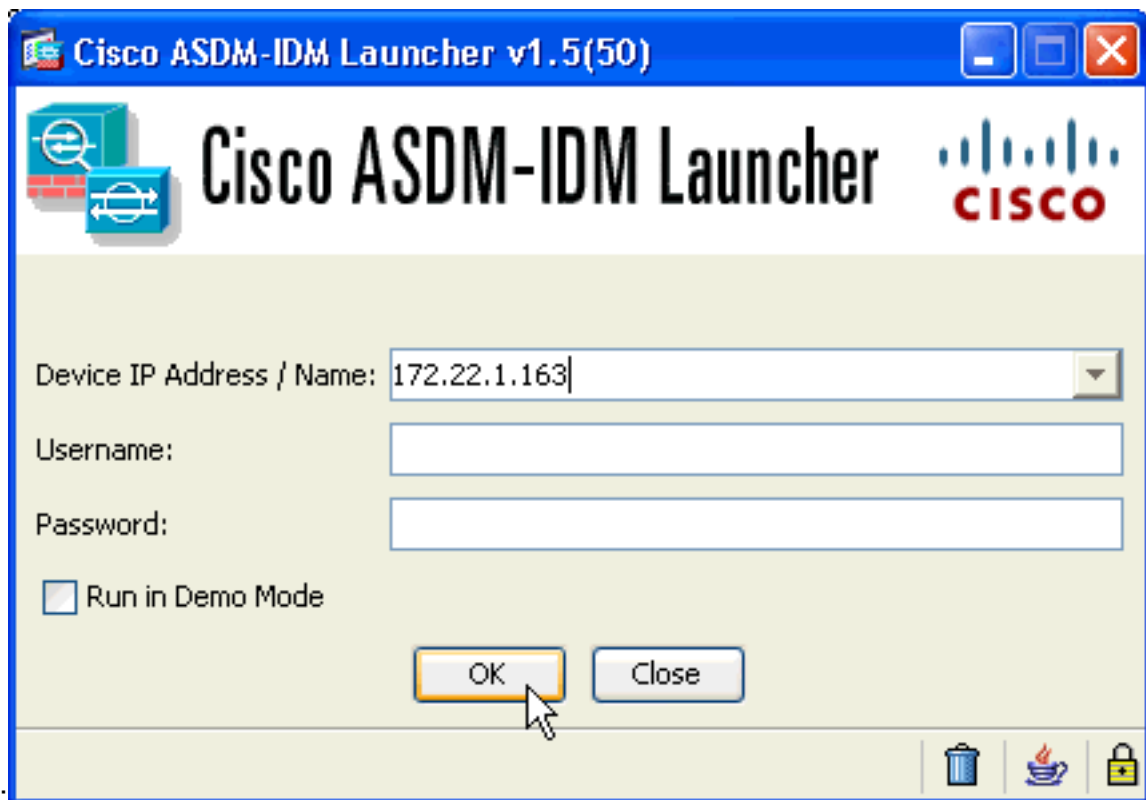 Cisco ASDM-IDM Launcher v1.5(50)
Cisco ASDM-IDM Launcher
CISCO
Device IP Address / Name: 172.22.1.163
Username:
Password:
Run in Demo Mode
OK Close